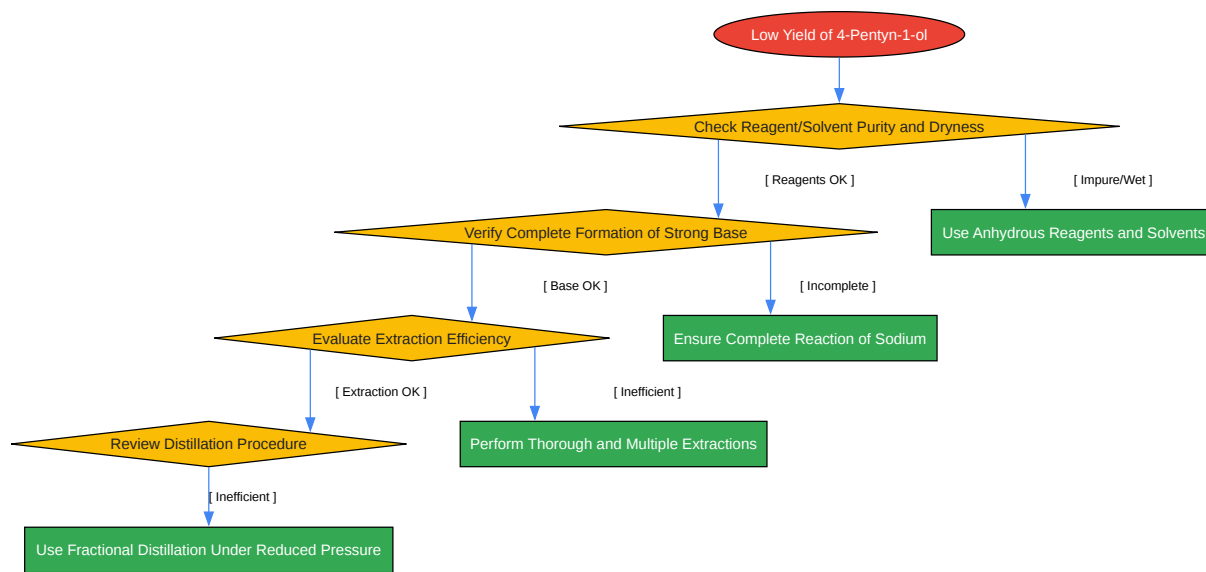 Low Yield of 4-Pentyn-1-ol
Check Reagent/Solvent Purity and Dryness
[ Reagents OK ]
[ Impure/Wet ]
Verify Complete Formation of Strong Base
Use Anhydrous Reagents and Solvents
[ Base OK ]
[ Incomplete ]
Evaluate Extraction Efficiency
Ensure Complete Reaction of Sodium
[ Extraction OK ]
[ Inefficient ]
Review Distillation Procedure
Perform Thorough and Multiple Extractions
[ Inefficient ]
Use Fractional Distillation Under Reduced Pressure